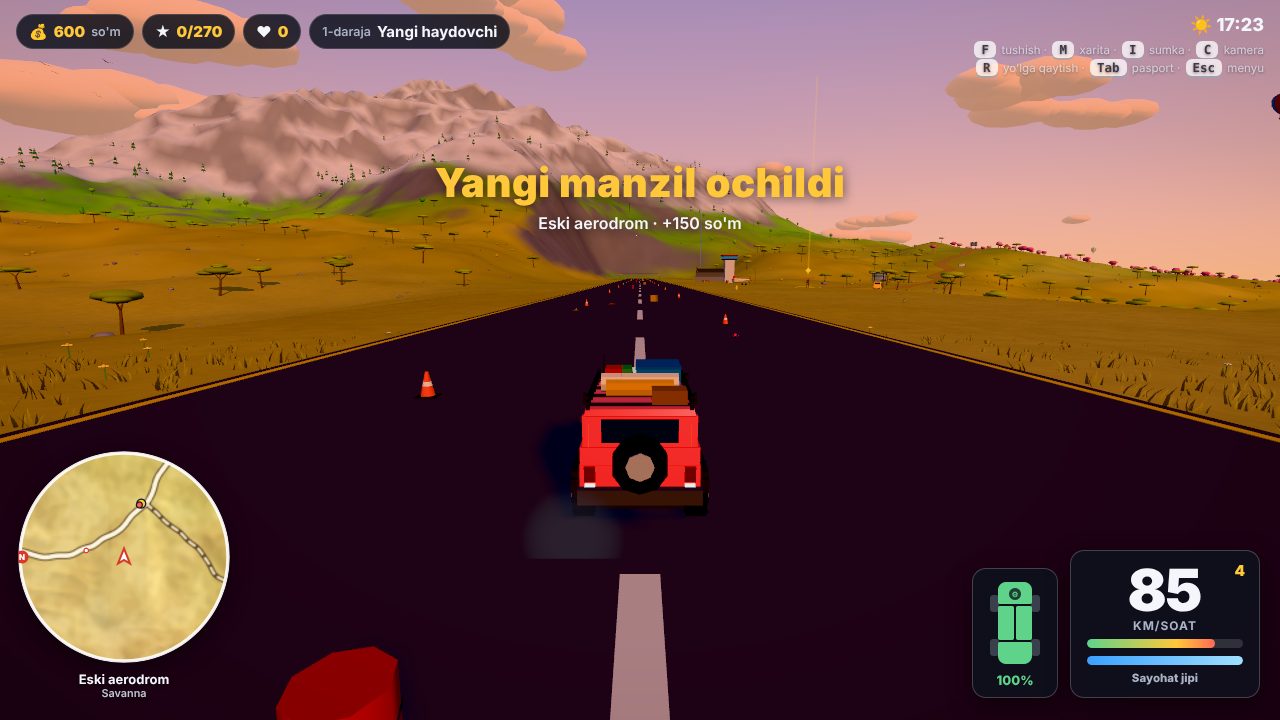 600 so'm
0/270
0
1-daraja Yangi haydovchi
17:23
F tushish · M xarita · I sumka · C kamera
R yo'lga qaytish · Tab pasport · Esc menyu
Yangi manzil ochildi
Eski aerodrom · +150 so'm
N
Eski aerodrom
Savanna
100%
4
85
KM/SOAT
Sayohat jipi